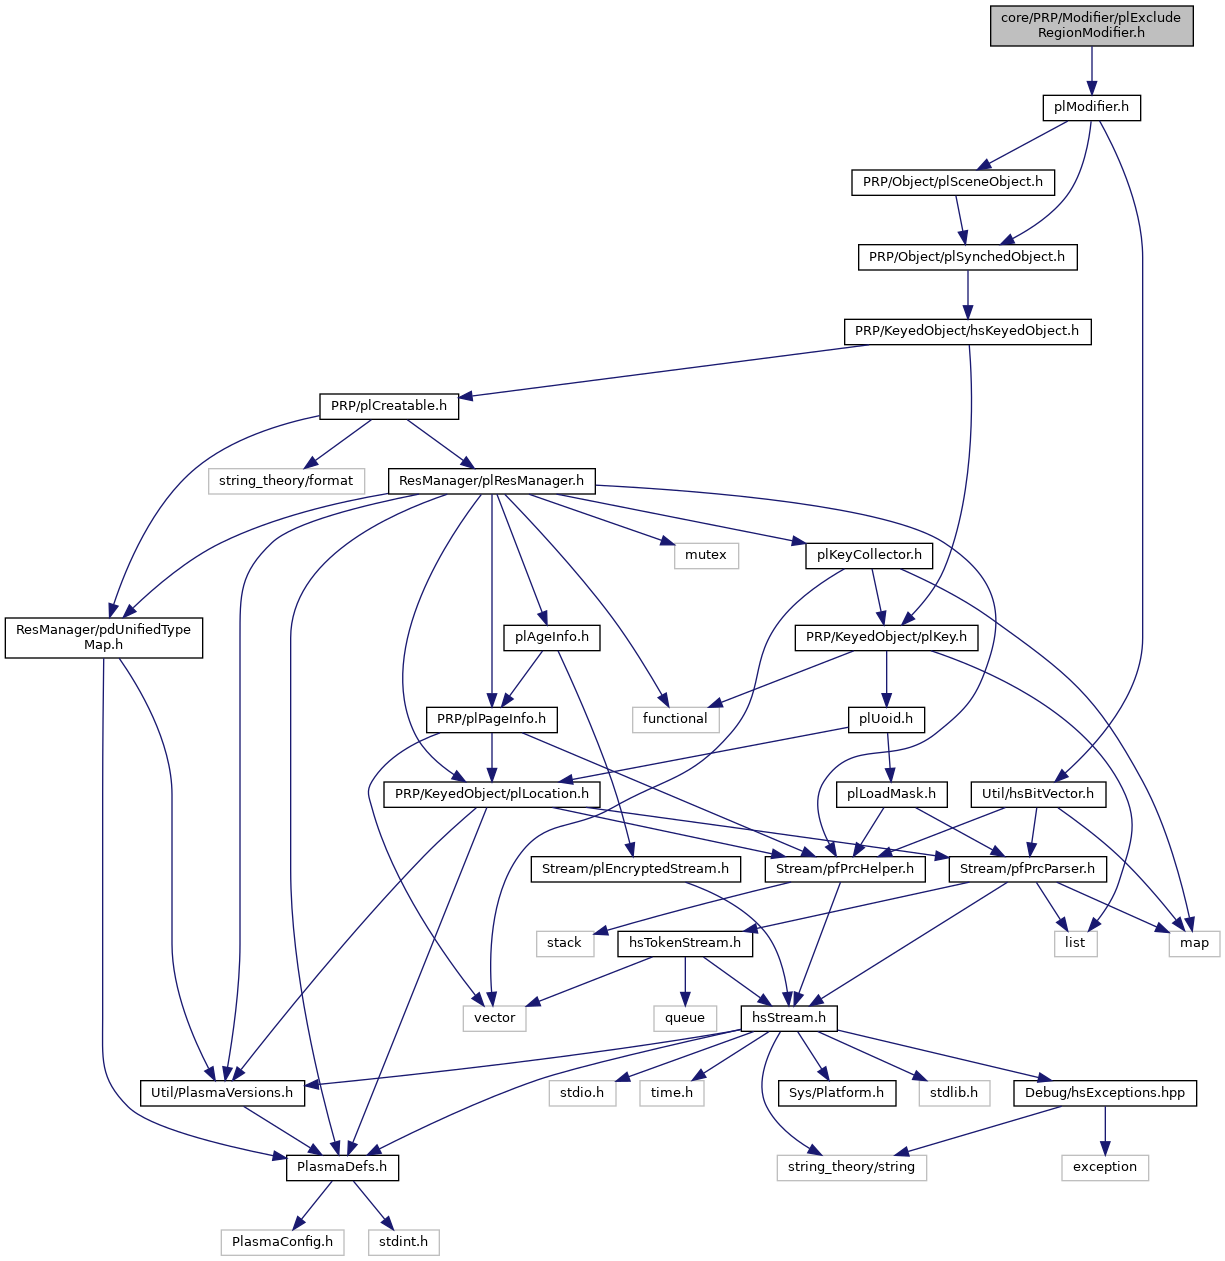 core/PRP/Modifier/plExclude
RegionModifier.h
plModifier.h
PRP/Object/plSceneObject.h
PRP/Object/plSynchedObject.h
PRP/KeyedObject/hsKeyedObject.h
PRP/plCreatable.h
string_theory/format
ResManager/plResManager.h
mutex
plKeyCollector.h
ResManager/pdUnifiedType
Map.h
plAgeInfo.h
PRP/KeyedObject/plKey.h
PRP/plPageInfo.h
functional
plUoid.h
PRP/KeyedObject/plLocation.h
plLoadMask.h
Util/hsBitVector.h
Stream/plEncryptedStream.h
Stream/pfPrcHelper.h
Stream/pfPrcParser.h
stack
hsTokenStream.h
list
map
vector
queue
hsStream.h
Util/PlasmaVersions.h
stdio.h
time.h
Sys/Platform.h
stdlib.h
Debug/hsExceptions.hpp
PlasmaDefs.h
string_theory/string
exception
PlasmaConfig.h
stdint.h